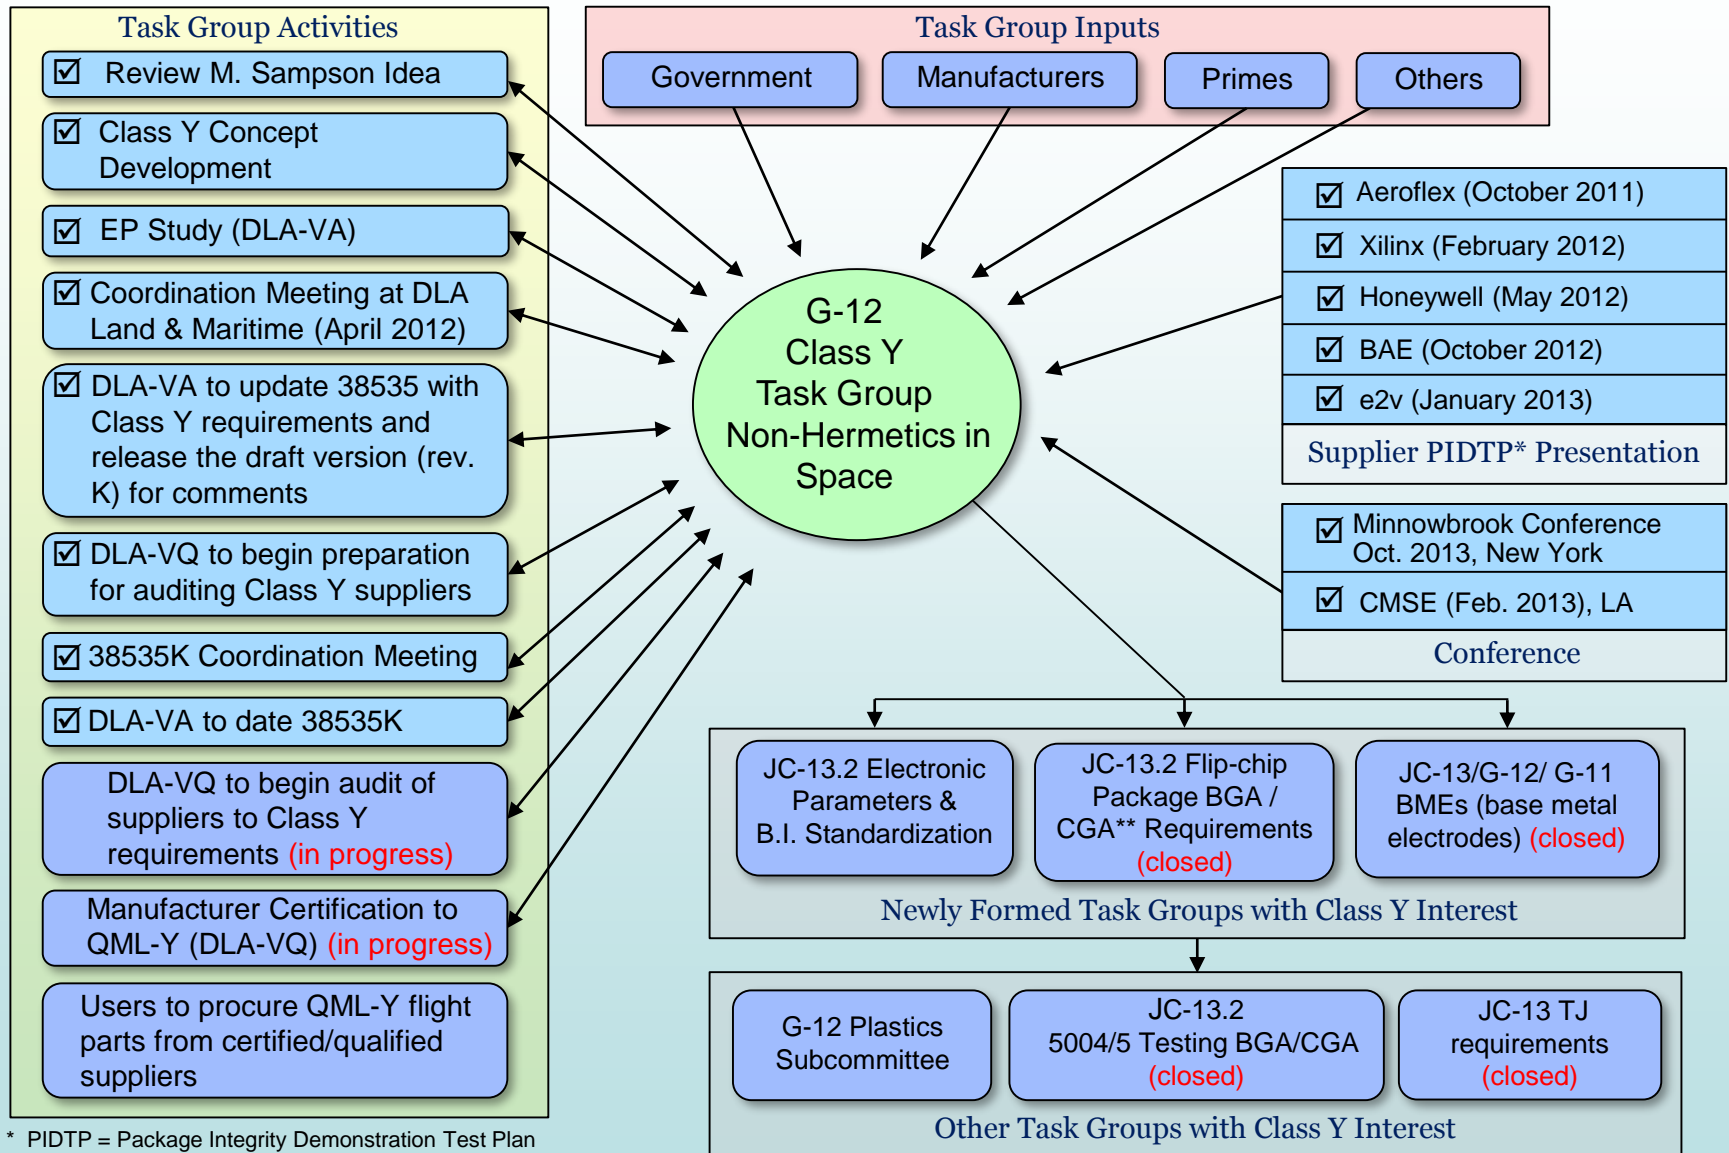 Task Group Activities
Review M. Sampson Idea
Class Y Concept
Development
EP Study (DLA-VA)
Coordination Meeting at DLA
Land & Maritime (April 2012)
DLA-VA to update 38535 with
Class Y requirements and
release the draft version (rev.
K) for comments
DLA-VQ to begin preparation
for auditing Class Y suppliers
38535K Coordination Meeting
DLA-VA to date 38535K
DLA-VQ to begin audit of
suppliers to Class Y
requirements (in progress)
Manufacturer Certification to
QML-Y (DLA-VQ) (in progress)
Users to procure QML-Y flight
parts from certified/qualified
suppliers
* PIDTP = Package Integrity Demonstration Test Plan
Task Group Inputs
Government
Manufacturers
Primes
Others
G-12
Class Y
Task Group
Non-Hermetics in
Space
Aeroflex (October 2011)
Xilinx (February 2012)
Honeywell (May 2012)
BAE (October 2012)
e2v (January 2013)
Supplier PIDTP* Presentation
Minnowbrook Conference
Oct. 2013, New York
CMSE (Feb. 2013), LA
Conference
JC-13.2 Electronic
Parameters &
B.I. Standardization
JC-13.2 Flip-chip
Package BGA /
CGA** Requirements
(closed)
JC-13/G-12/ G-11
BMEs (base metal
electrodes) (closed)
Newly Formed Task Groups with Class Y Interest
G-12 Plastics
Subcommittee
JC-13.2
5004/5 Testing BGA/CGA
(closed)
JC-13 TJ
requirements
(closed)
Other Task Groups with Class Y Interest